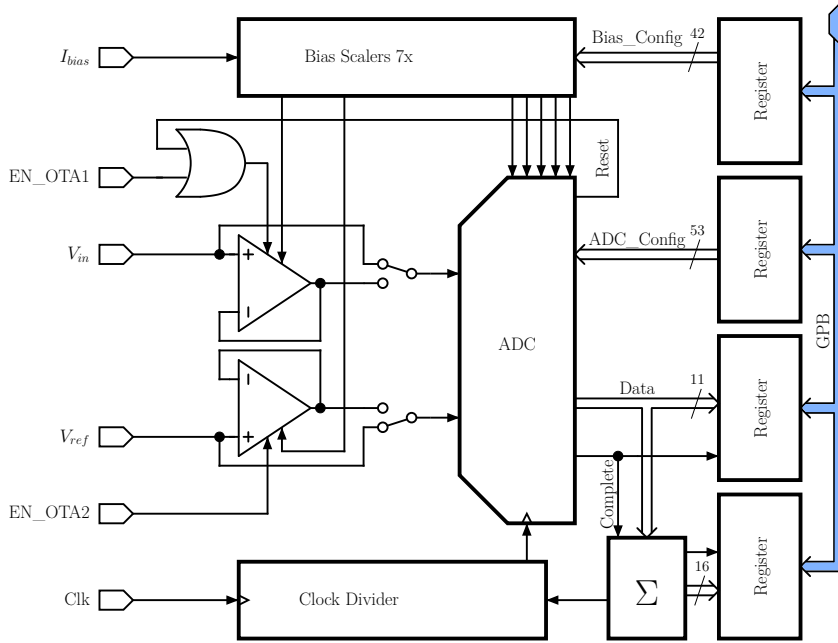 I_bias
Bias Scalers 7x
Bias_Config
42
Register
EN_OTA1
Reset
V_in
+
−
ADC_Config
53
Register
GPB
ADC
−
+
V_ref
Data
11
Register
Complete
EN_OTA2
Clk
Clock Divider
Σ
16
Register